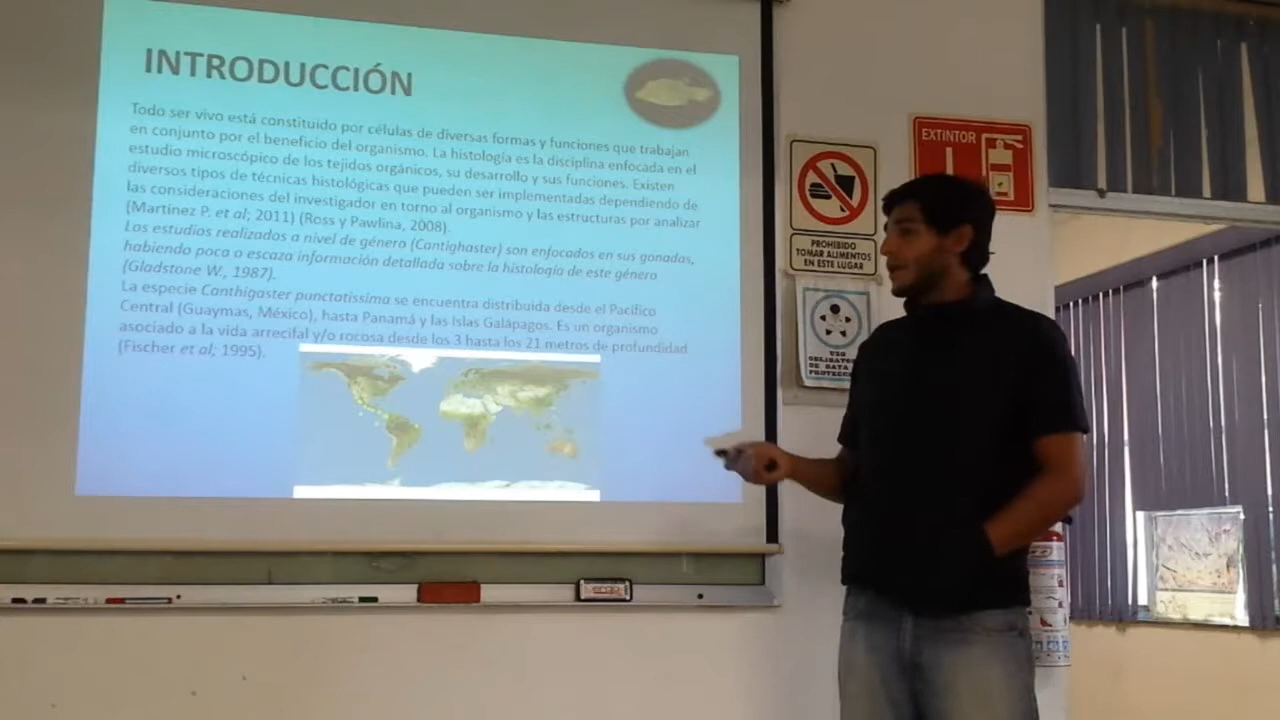 INTRODUCCIÓN
Todo ser vivo está constituido por células de diversas formas y funciones que trabajan
en conjunto por el beneficio del organismo. La histología es la disciplina enfocada en el
estudio microscópico de los tejidos orgánicos, su desarrollo y sus funciones. Existen
diversos tipos de técnicas histológicas que pueden ser implementadas dependiendo de
las consideraciones del investigador en torno al organismo y las estructuras por analizar
(Martínez P. et al; 2011) (Ross y Pawlina, 2008).
Los estudios realizados a nivel de género (Cantighaster) son enfocados en sus gonadas,
habiendo poca o escaza información detallada sobre la histología de este género
(Gladstone W., 1987).
La especie Canthigaster punctatissima se encuentra distribuida desde el Pacífico
Central (Guaymas, México), hasta Panamá y las Islas Galápagos. Es un organismo
asociado a la vida arrecifal y/o rocosa desde los 3 hasta los 21 metros de profundidad
(Fischer et al; 1995).
EXTINTOR
PROHIBIDO
TOMAR ALIMENTOS
EN ESTE LUGAR
USO
OBLIGATOR
DE BATA
PROTECC